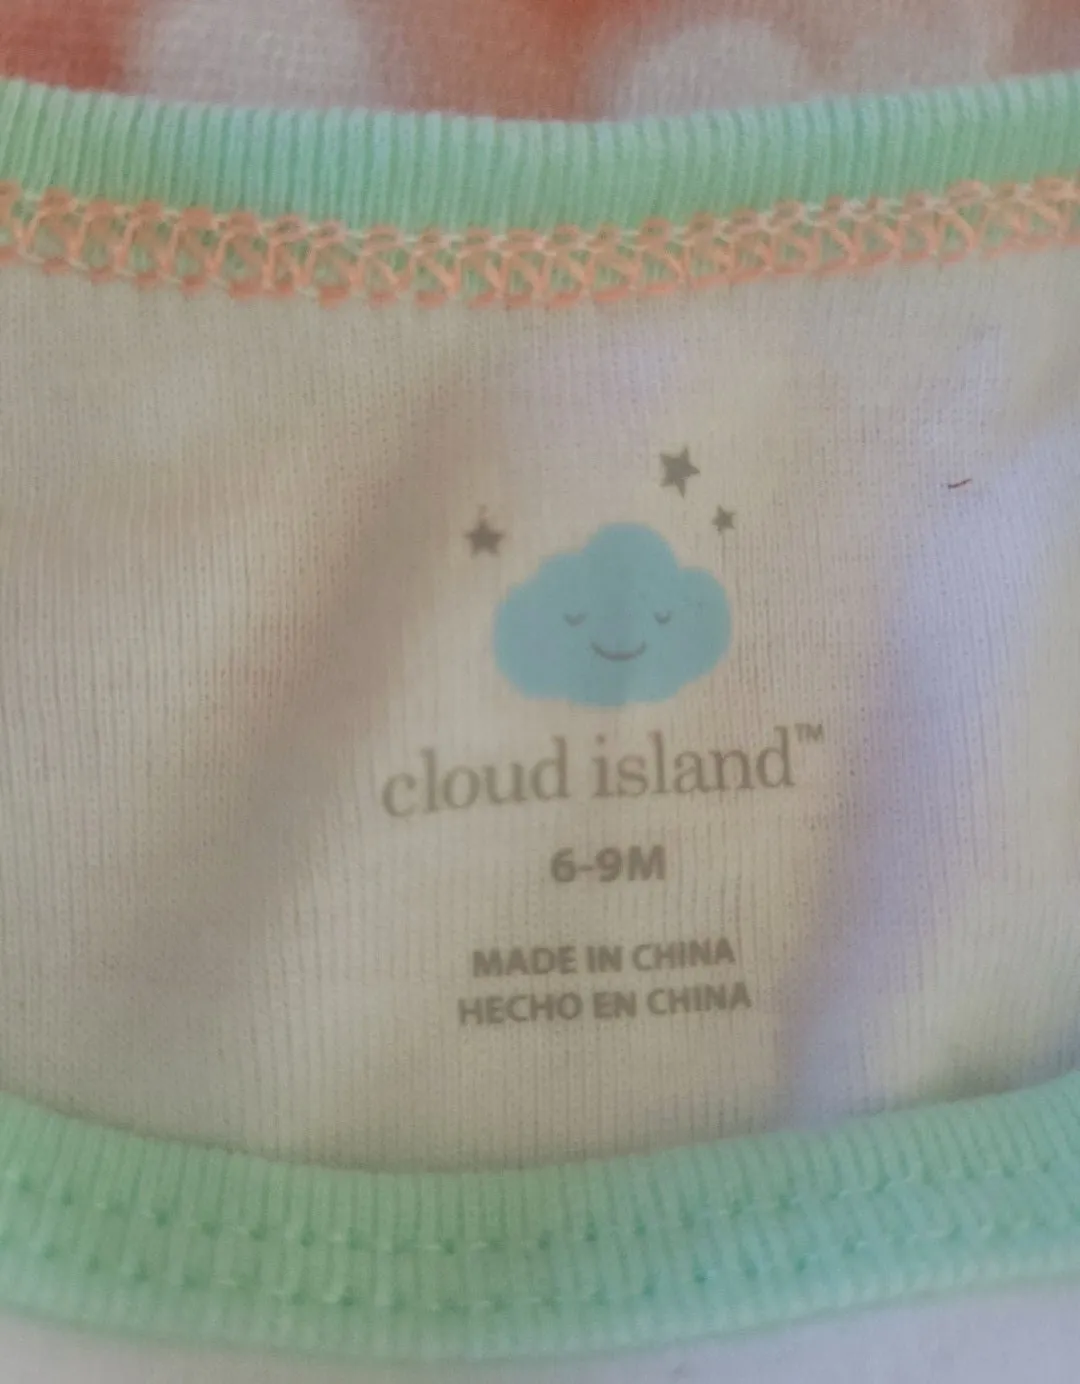 cloud island™
6-9M
MADE IN CHINA
HECHO EN CHINA